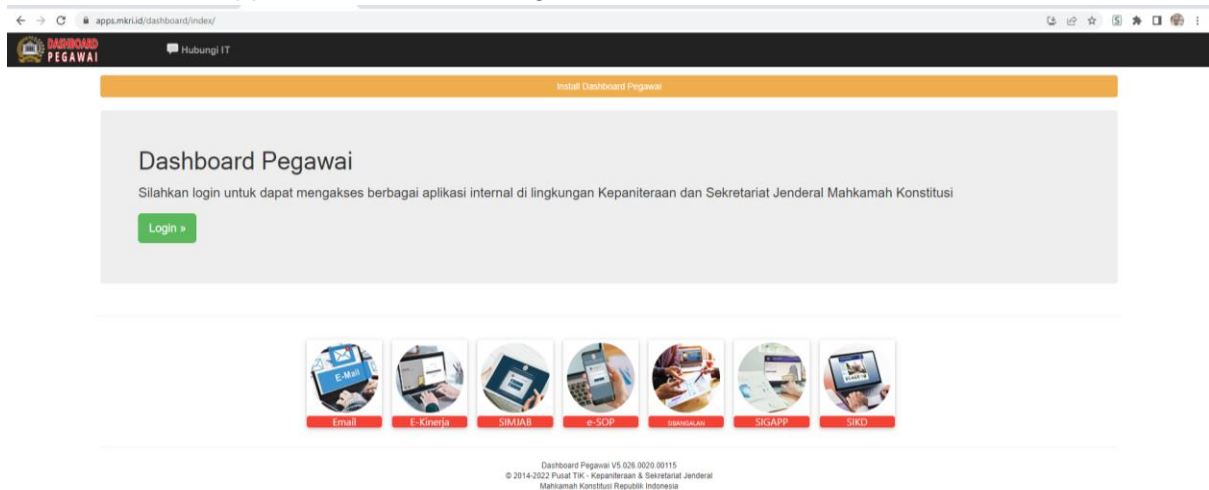 apps.mkri.id/dashboard/index/
DASHBOARD
PEGAWAI
Hubungi IT
Install Dashboard Pegawai
Dashboard Pegawai
Silahkan login untuk dapat mengakses berbagai aplikasi internal di lingkungan Kepaniteraan dan Sekretariat Jenderal Mahkamah Konstitusi
Login »
E-Mail
Email E-Kinerja SIMJAB e-SOP SIGAPP SIKD
Dashboard Pegawai V5.026.0020.00115
© 2014-2022 Pusat TIK - Kepaniteraan & Sekretariat Jenderal
Mahkamah Konstitusi Republik Indonesia